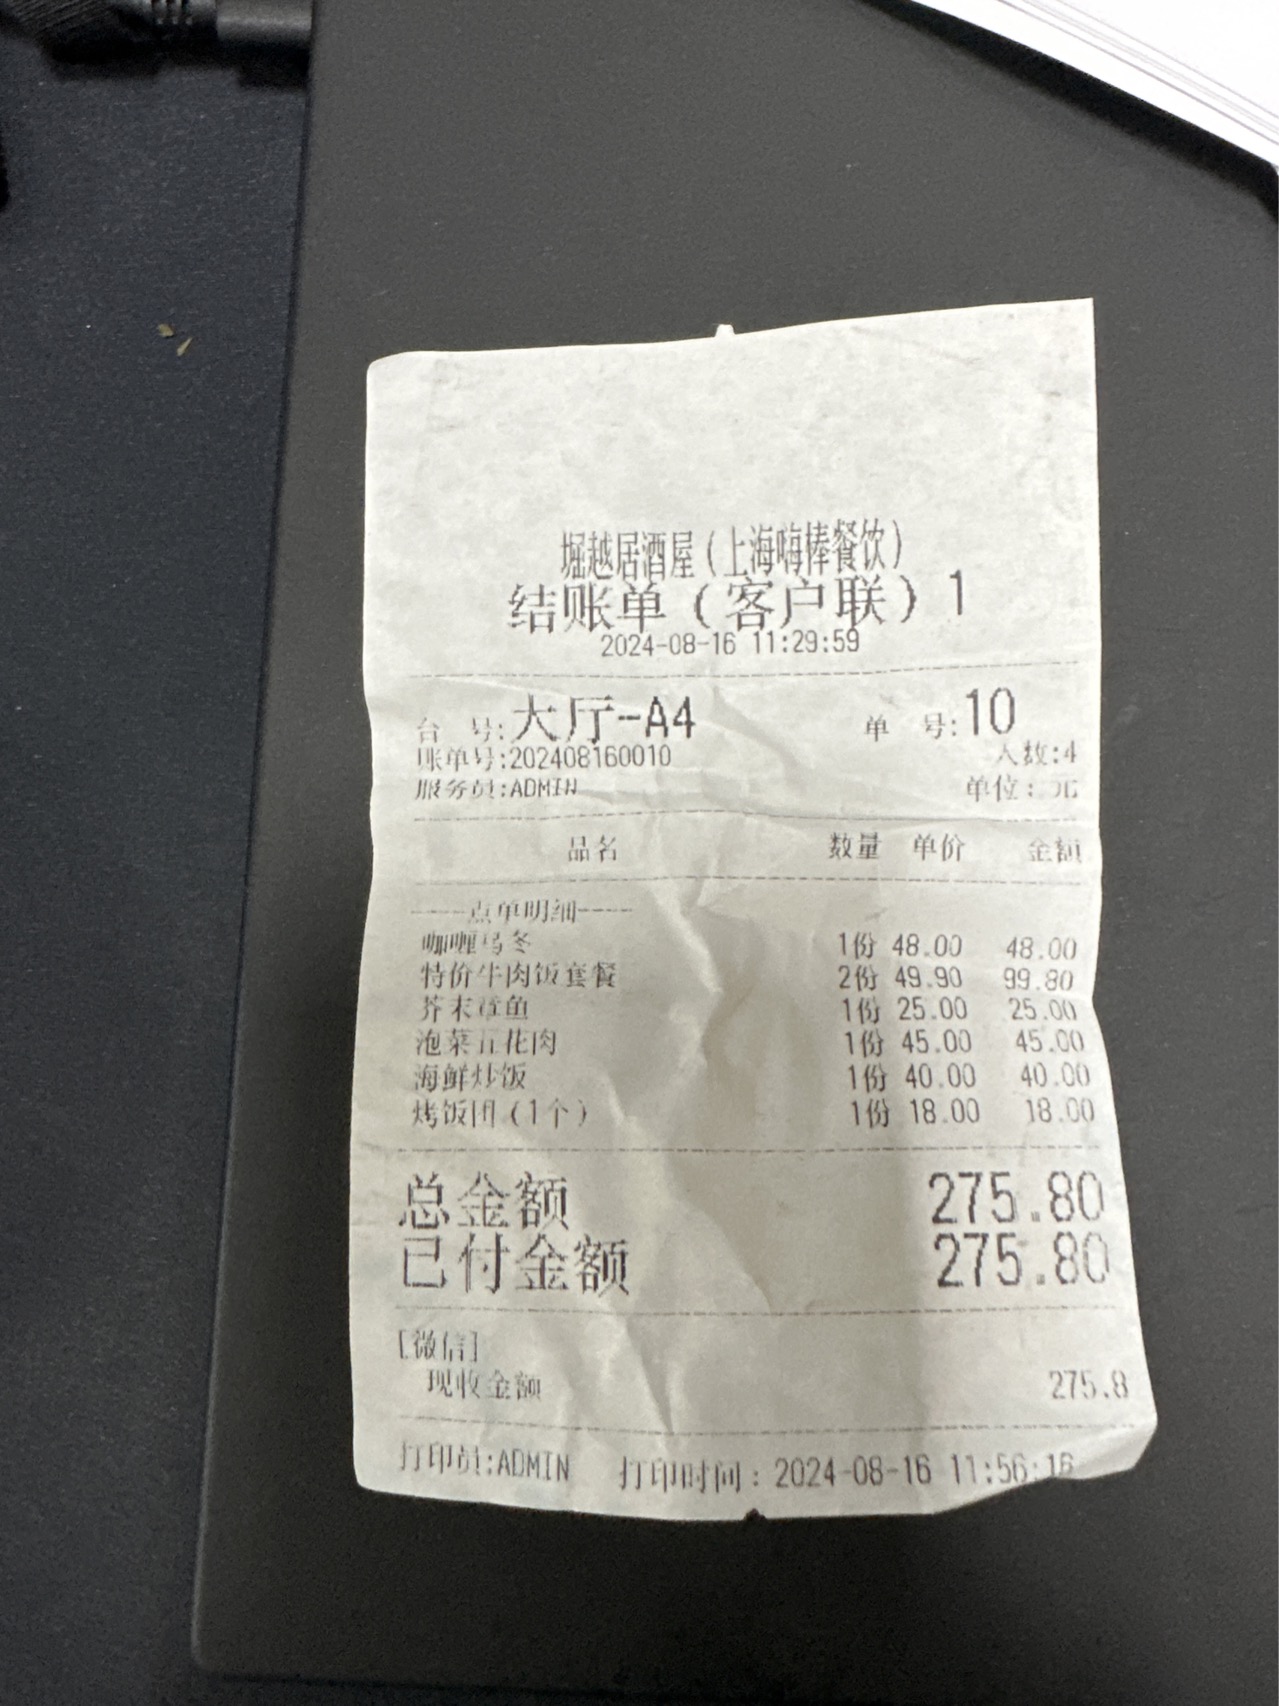 堀越居酒屋（上海嗨棒餐饮）
结账单（客户联）1
2024-08-16 11:29:59
台 号:大厅-A4 单 号:10
账单号:202408160010 人数:4
服务员:ADMIN 单位：元
品名 数量 单价 金额
----点单明细----
咖喱乌冬 1份 48.00 48.00
特价牛肉饭套餐 2份 49.90 99.80
芥末章鱼 1份 25.00 25.00
泡菜五花肉 1份 45.00 45.00
海鲜炒饭 1份 40.00 40.00
烤饭团（1个） 1份 18.00 18.00
总金额 275.80
已付金额 275.80
[微信]
现收金额 275.8
打印员:ADMIN 打印时间：2024-08-16 11:56:16